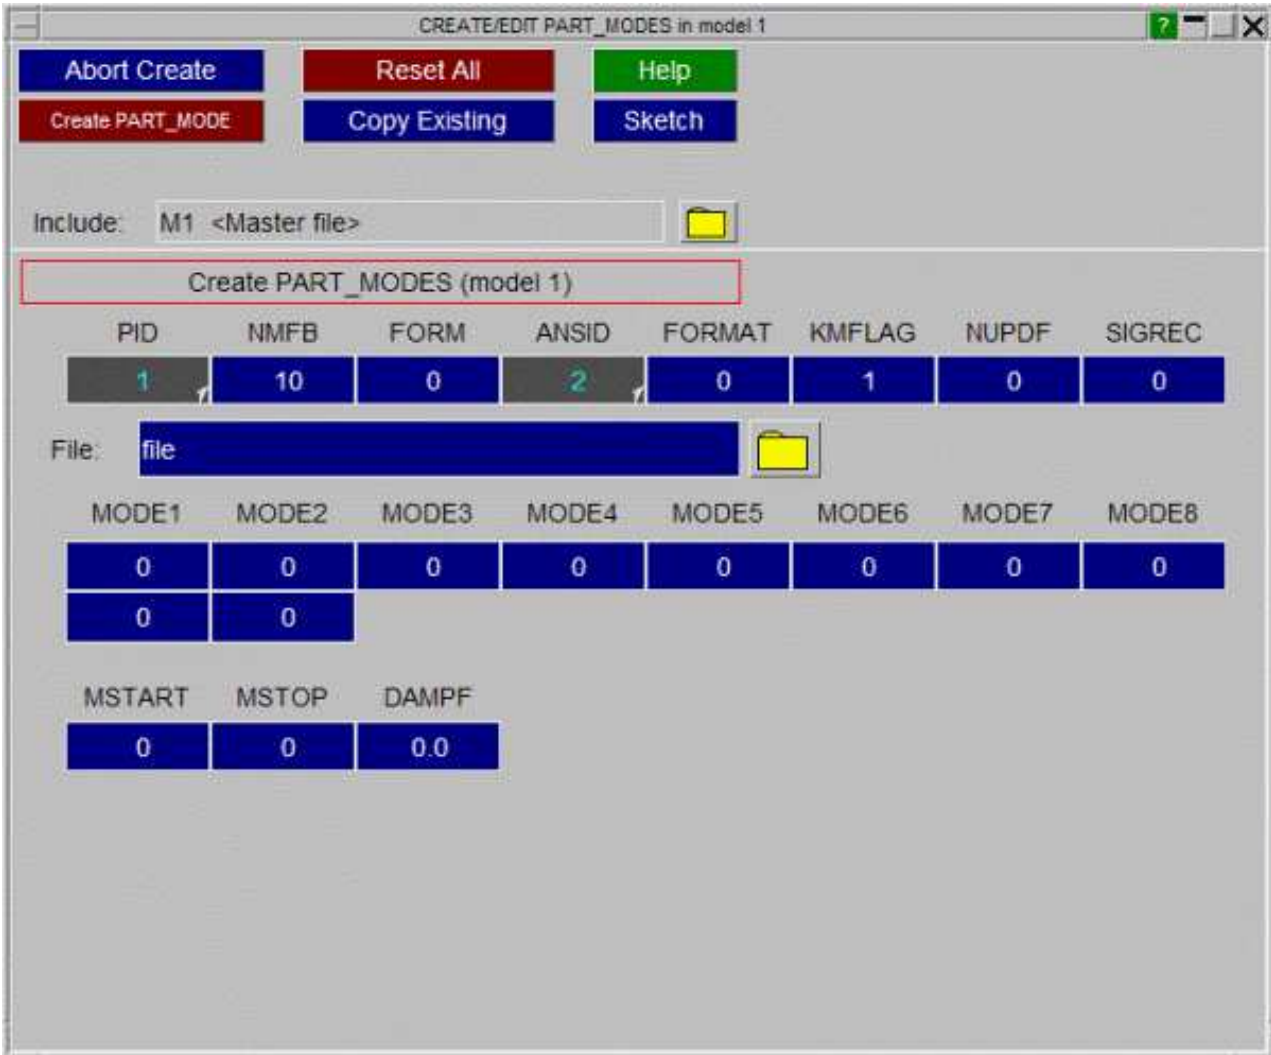 CREATE/EDIT PART_MODES in model 1 ?
Abort Create Reset All Help
Create PART_MODE Copy Existing Sketch
Include: M1 <Master file>
Create PART_MODES (model 1)
PID NMFB FORM ANSID FORMAT KMFLAG NUPDF SIGREC
1 10 0 2 0 1 0 0
File: file
MODE1 MODE2 MODE3 MODE4 MODE5 MODE6 MODE7 MODE8
0 0 0 0 0 0 0 0
0 0
MSTART MSTOP DAMPF
0 0 0.0